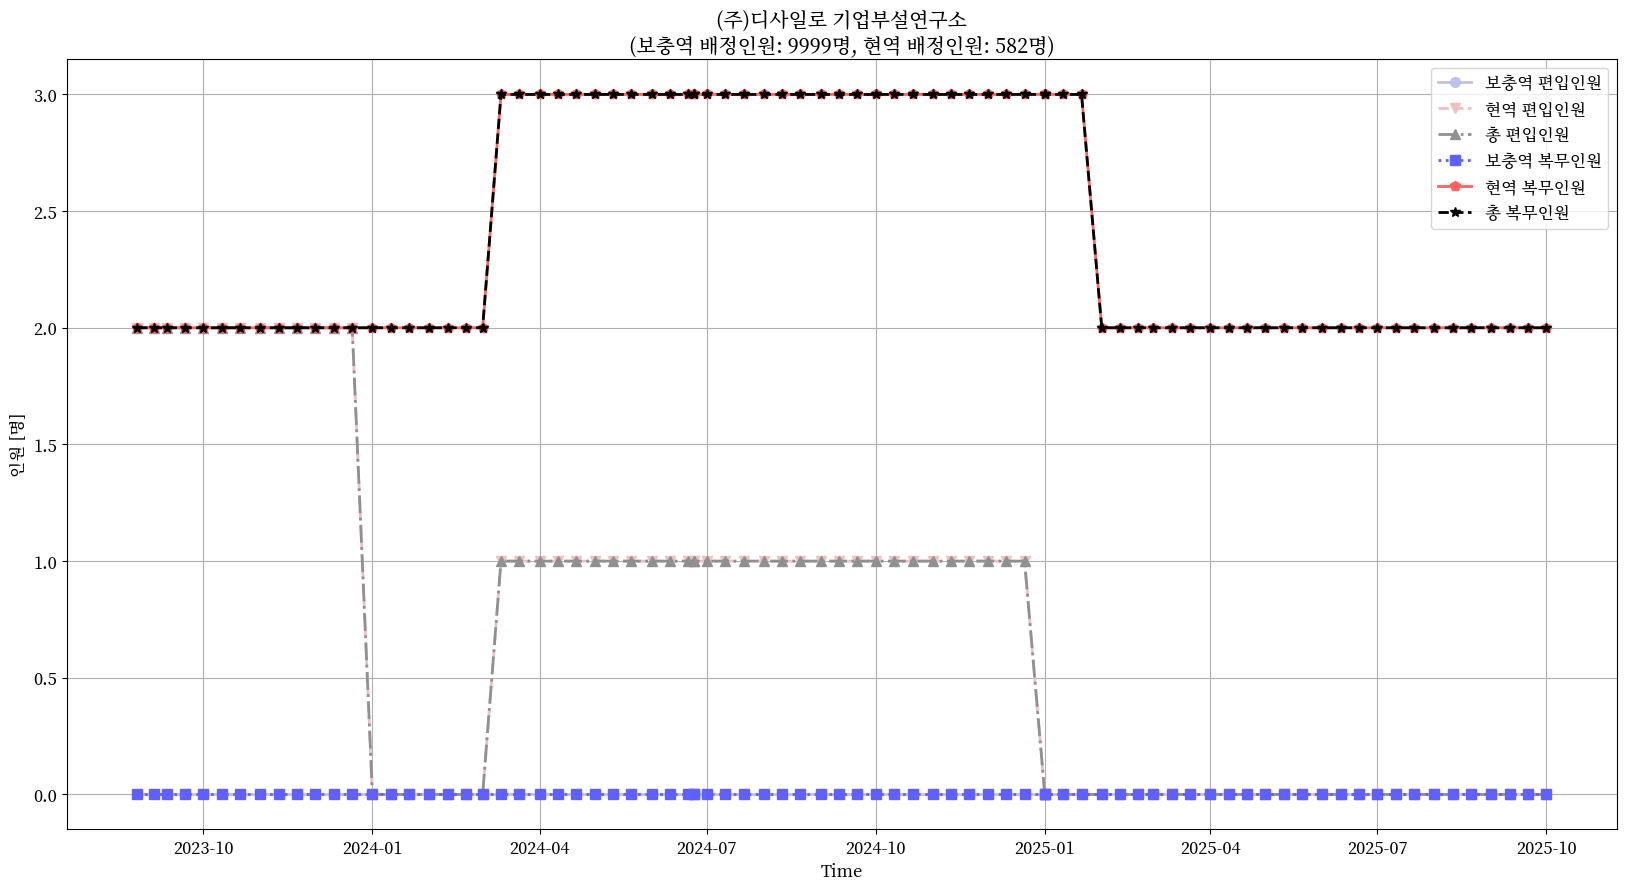 (주)디사일로 기업부설연구소
(보충역 배정인원: 9999명, 현역 배정인원: 582명)
보충역 편입인원
현역 편입인원
총 편입인원
보충역 복무인원
현역 복무인원
총 복무인원
인원 [명]
3.0
2.5
2.0
1.5
1.0
0.5
0.0
2023-10
2024-01
2024-04
2024-07
2024-10
2025-01
2025-04
2025-07
2025-10
Time